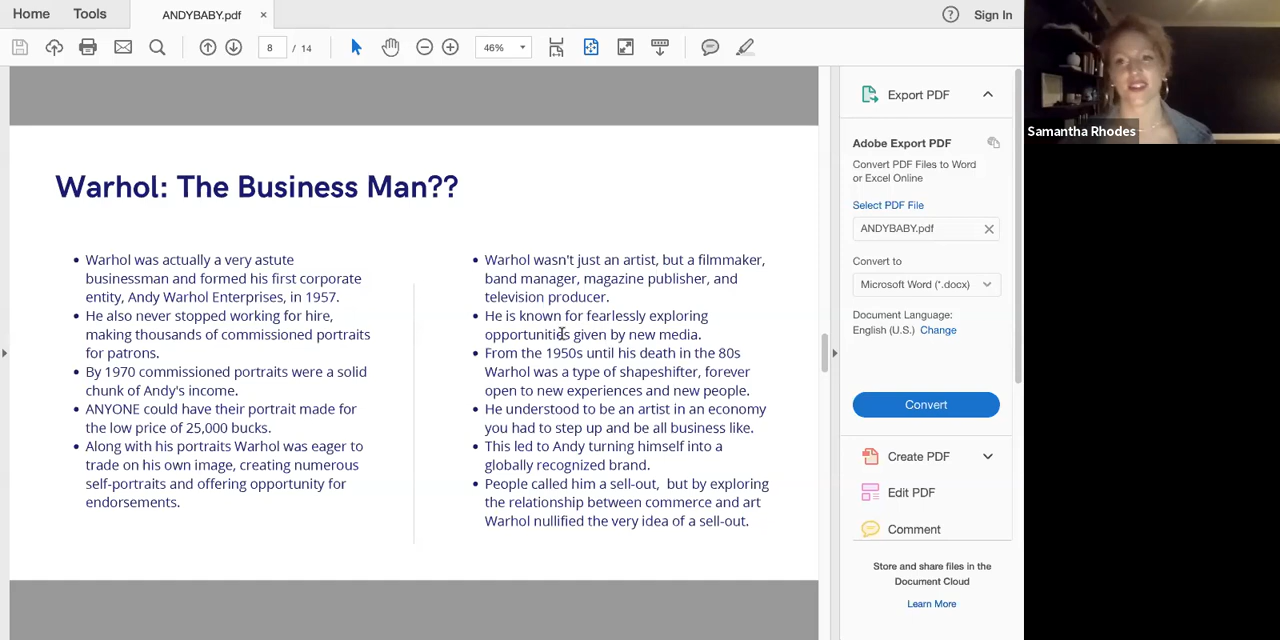 Home
Tools
ANDYBABY.pdf
×
?
Sign In
8 / 14
46%
Samantha Rhodes
Warhol: The Business Man??
• Warhol was actually a very astute
businessman and formed his first corporate
entity, Andy Warhol Enterprises, in 1957.
• He also never stopped working for hire,
making thousands of commissioned portraits
for patrons.
• By 1970 commissioned portraits were a solid
chunk of Andy's income.
• ANYONE could have their portrait made for
the low price of 25,000 bucks.
• Along with his portraits Warhol was eager to
trade on his own image, creating numerous
self-portraits and offering opportunity for
endorsements.
• Warhol wasn't just an artist, but a filmmaker,
band manager, magazine publisher, and
television producer.
• He is known for fearlessly exploring
opportunities given by new media.
• From the 1950s until his death in the 80s
Warhol was a type of shapeshifter, forever
open to new experiences and new people.
• He understood to be an artist in an economy
you had to step up and be all business like.
• This led to Andy turning himself into a
globally recognized brand.
• People called him a sell-out, but by exploring
the relationship between commerce and art
Warhol nullified the very idea of a sell-out.
Export PDF
Adobe Export PDF
Convert PDF Files to Word
or Excel Online
Select PDF File
ANDYBABY.pdf
Convert to
Microsoft Word (*.docx)
Document Language:
English (U.S.) Change
Convert
Create PDF
Edit PDF
Comment
Store and share files in the
Document Cloud
Learn More